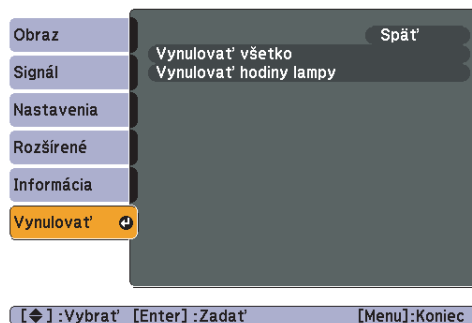 Obraz
Signál
Nastavenia
Rozšírené
Informácia
Vynulovať
Späť
Vynulovať všetko
Vynulovať hodiny lampy
[◆] :Vybrať [Enter] :Zadať [Menu]:Koniec